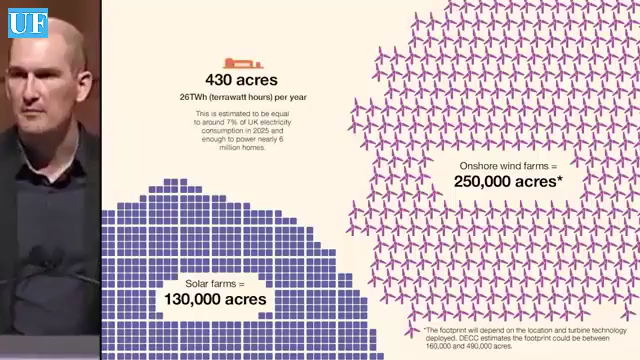 UF
430 acres
26TWh (terrawatt hours) per year
This is estimated to be equal
to around 7% of UK electricity
consumption in 2025 and
enough to power nearly 6
million homes.
Onshore wind farms =
250,000 acres*
Solar farms =
130,000 acres
*The footprint will depend on the location and turbine technology
deployed. DECC estimates the footprint could be between
160,000 and 490,000 acres.